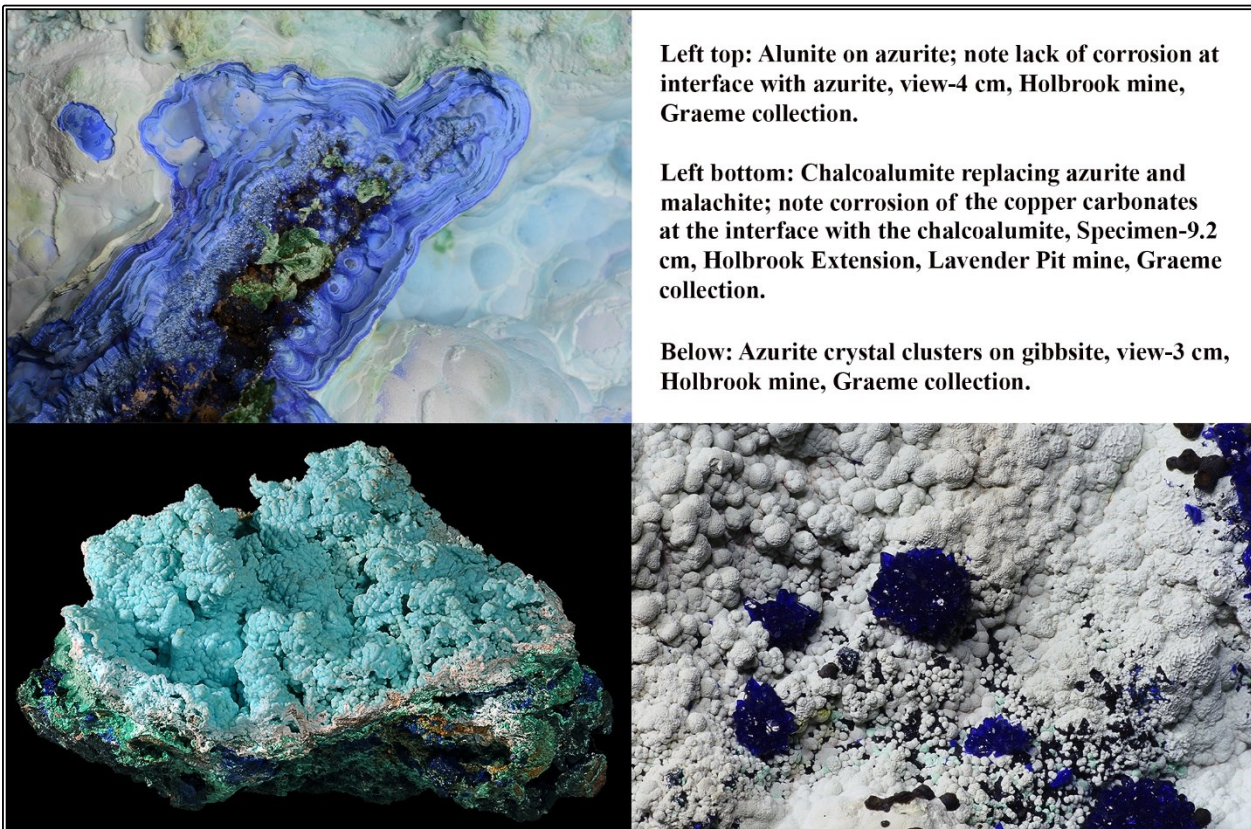 Left top: Alunite on azurite; note lack of corrosion at
interface with azurite, view-4 cm, Holbrook mine,
Graeme collection.
Left bottom: Chalcoalumite replacing azurite and
malachite; note corrosion of the copper carbonates
at the interface with the chalcoalumite, Specimen-9.2
cm, Holbrook Extension, Lavender Pit mine, Graeme
collection.
Below: Azurite crystal clusters on gibbsite, view-3 cm,
Holbrook mine, Graeme collection.